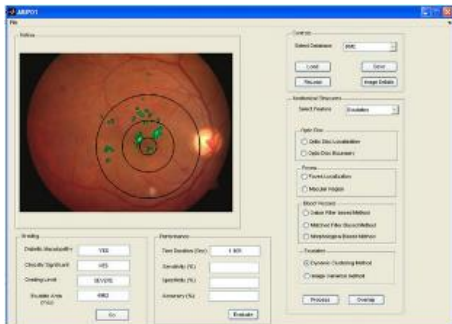 ARIPO1
File
Retina
Controls
Select Database
Load
Save
Image Details
Anatomical Structures
Select Feature
Exudates
Optic Disc
Optic Disc Localization
Optic Disc Boundary
Fovea
Fovea Localization
Macular Region
Blood Vessels
Gabor Filter Based Method
Matched Filter Based Method
Morphological Based Method
Exudates
Dynamic Clustering Method
Image Variance Method
Process
Overlap
Grading
Diabetic Maculopathy
YES
Clinically Significant
YES
Grading Level
SEVERE
Exudate Area
Go
Performance
Time Duration (Sec)
Sensitivity (%)
Specificity (%)
Accuracy (%)
Evaluate